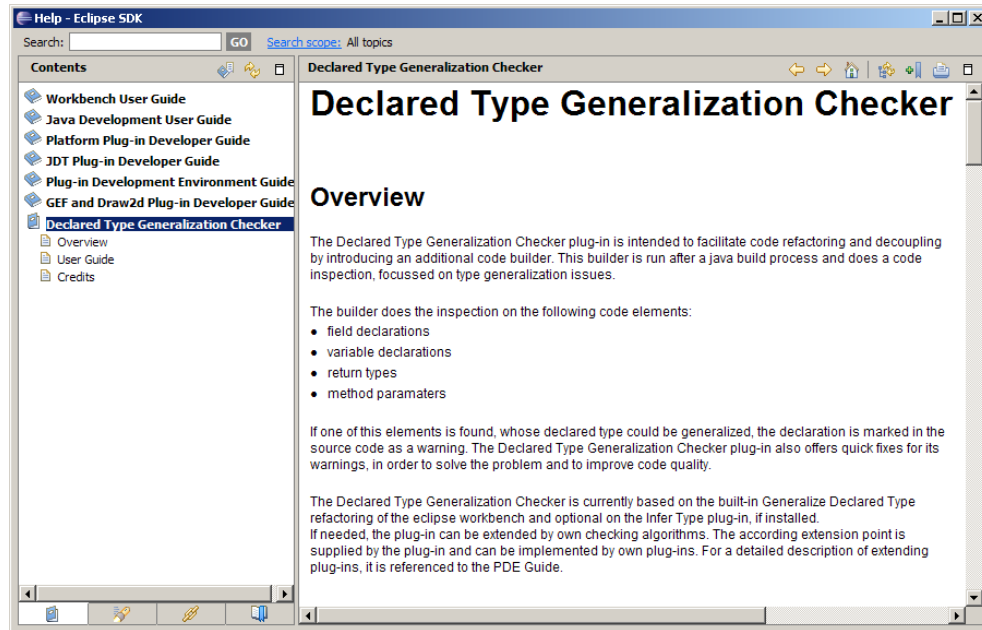 Help - Eclipse SDK
Search:
GO
Search scope: All topics
Contents
Workbench User Guide
Java Development User Guide
Platform Plug-in Developer Guide
JDT Plug-in Developer Guide
Plug-in Development Environment Guide
GEF and Draw2d Plug-in Developer Guide
Declared Type Generalization Checker
Overview
User Guide
Credits
Declared Type Generalization Checker
Declared Type Generalization Checker
Overview
The Declared Type Generalization Checker plug-in is intended to facilitate code refactoring and decoupling
by introducing an additional code builder. This builder is run after a java build process and does a code
inspection, focussed on type generalization issues.
The builder does the inspection on the following code elements:
● field declarations
● variable declarations
● return types
● method paramaters
If one of this elements is found, whose declared type could be generalized, the declaration is marked in the
source code as a warning. The Declared Type Generalization Checker plug-in also offers quick fixes for its
warnings, in order to solve the problem and to improve code quality.
The Declared Type Generalization Checker is currently based on the built-in Generalize Declared Type
refactoring of the eclipse workbench and optional on the Infer Type plug-in, if installed.
If needed, the plug-in can be extended by own checking algorithms. The according extension point is
supplied by the plug-in and can be implemented by own plug-ins. For a detailed description of extending
plug-ins, it is referenced to the PDE Guide.